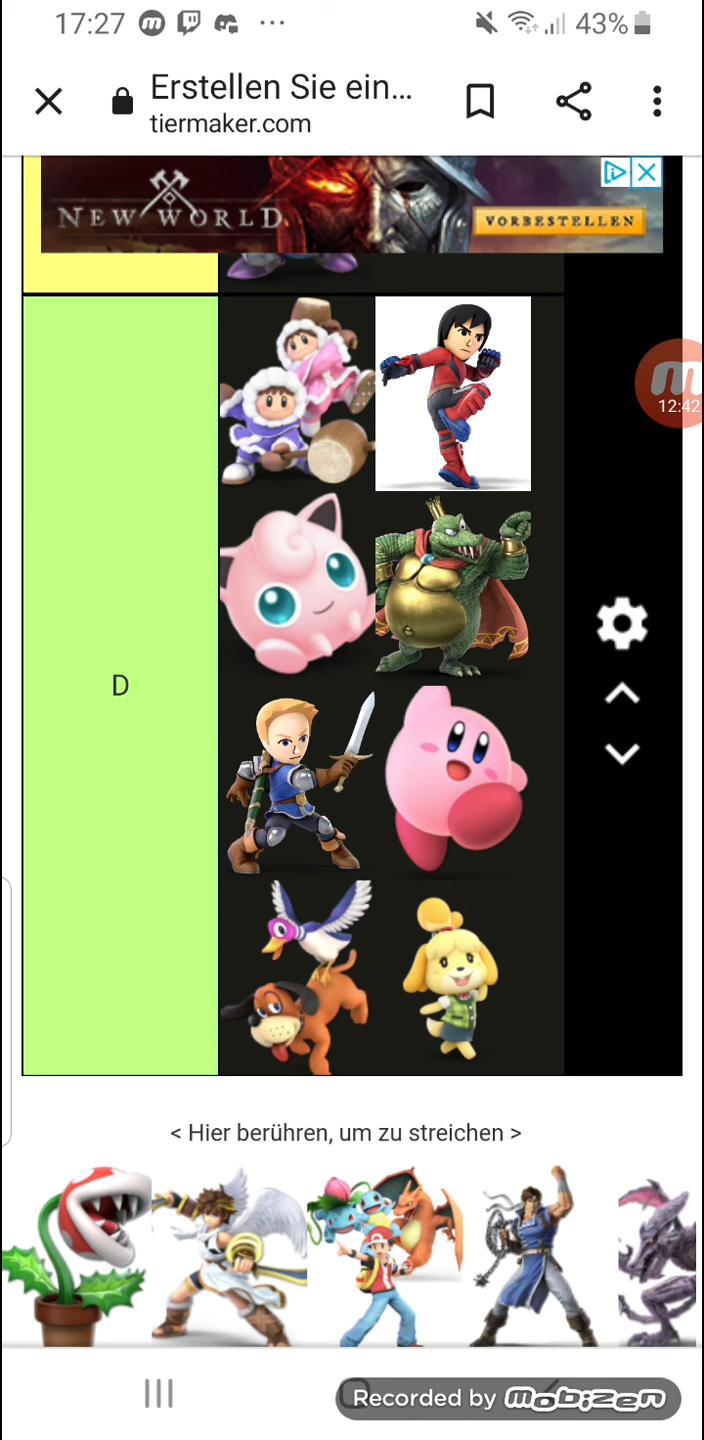 17:27
43%
Erstellen Sie ein...
tiermaker.com
NEW WORLD
VORBESTELLEN
12:42
D
< Hier berühren, um zu streichen >
Recorded by mobizen